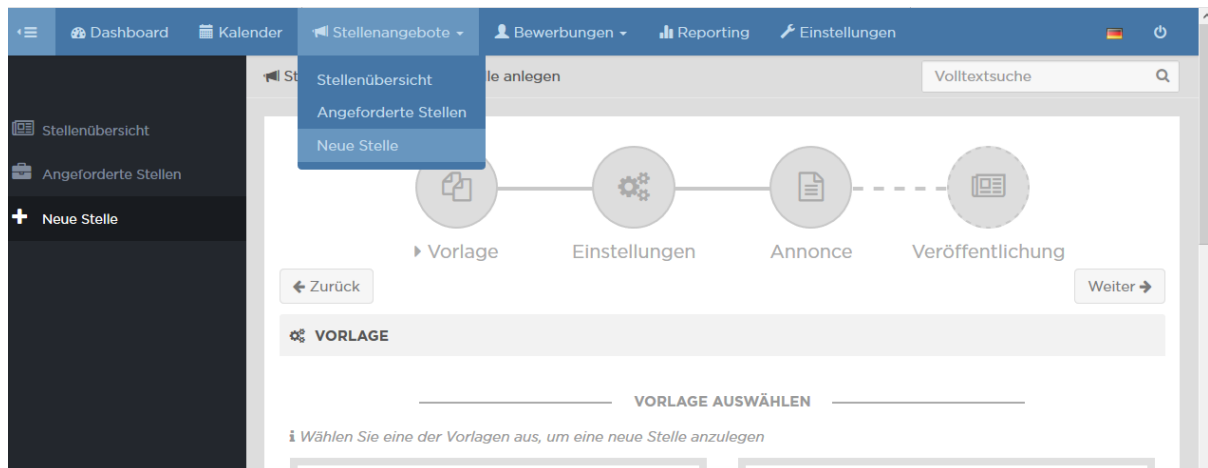 Dashboard Kalender Stellenangebote Bewerbungen Reporting Einstellungen
Stellenübersicht
Angeforderte Stellen
Neue Stelle
St le anlegen
Volltextsuche
Stellenübersicht
Angeforderte Stellen
Neue Stelle
Vorlage Einstellungen Annonce Veröffentlichung
Zurück Weiter
VORLAGE
VORLAGE AUSWÄHLEN
i Wählen Sie eine der Vorlagen aus, um eine neue Stelle anzulegen